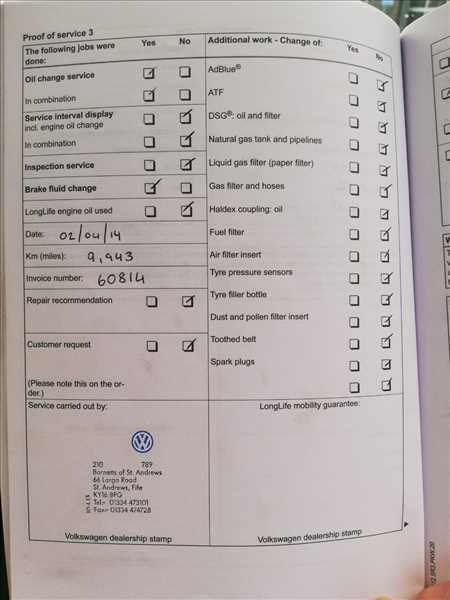 Proof of service 3
The following jobs were done: Yes No
Oil change service
In combination
Service interval display
incl. engine oil change
In combination
Inspection service
Brake fluid change
LongLife engine oil used
Date: 02/04/14
Km (miles): 9,943
Invoice number: 60814
Repair recommendation
Customer request
(Please note this on the or-
der.)
Service carried out by:
210 789
Barnetts of St. Andrews
66 Largo Road
St. Andrews, Fife
KY16 8PG
Tel:- 01334 473101
Fax:- 01334 474728
Volkswagen dealership stamp
Additional work - Change of: Yes No
AdBlue®
ATF
DSG®: oil and filter
Natural gas tank and pipelines
Liquid gas filter (paper filter)
Gas filter and hoses
Haldex coupling: oil
Fuel filter
Air filter insert
Tyre pressure sensors
Tyre filler bottle
Dust and pollen filter insert
Toothed belt
Spark plugs
LongLife mobility guarantee:
Volkswagen dealership stamp